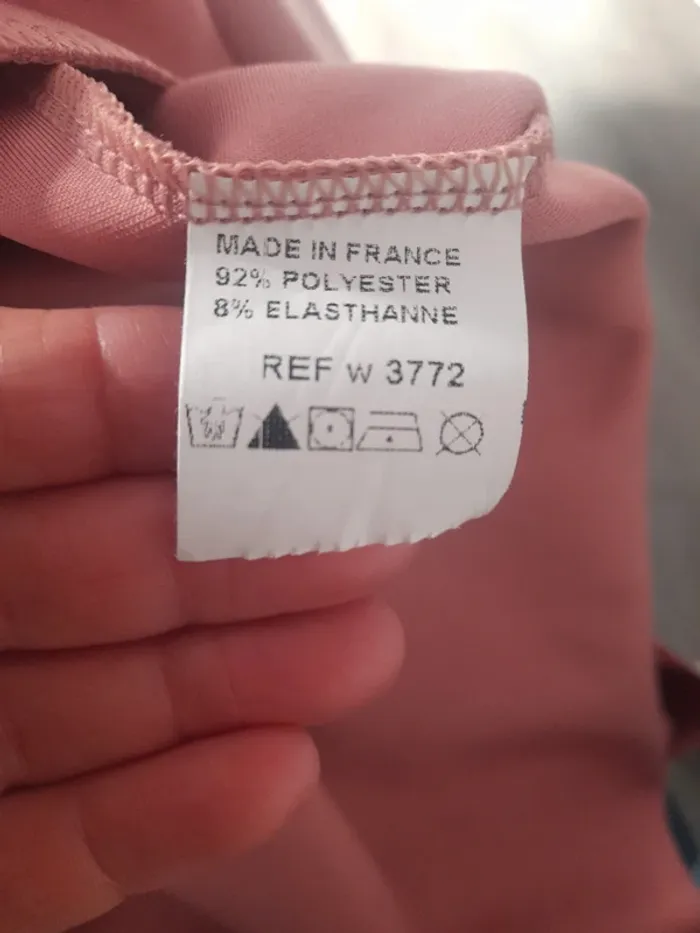 MADE IN FRANCE
92% POLYESTER
8% ELASTHANNE
REF w 3772